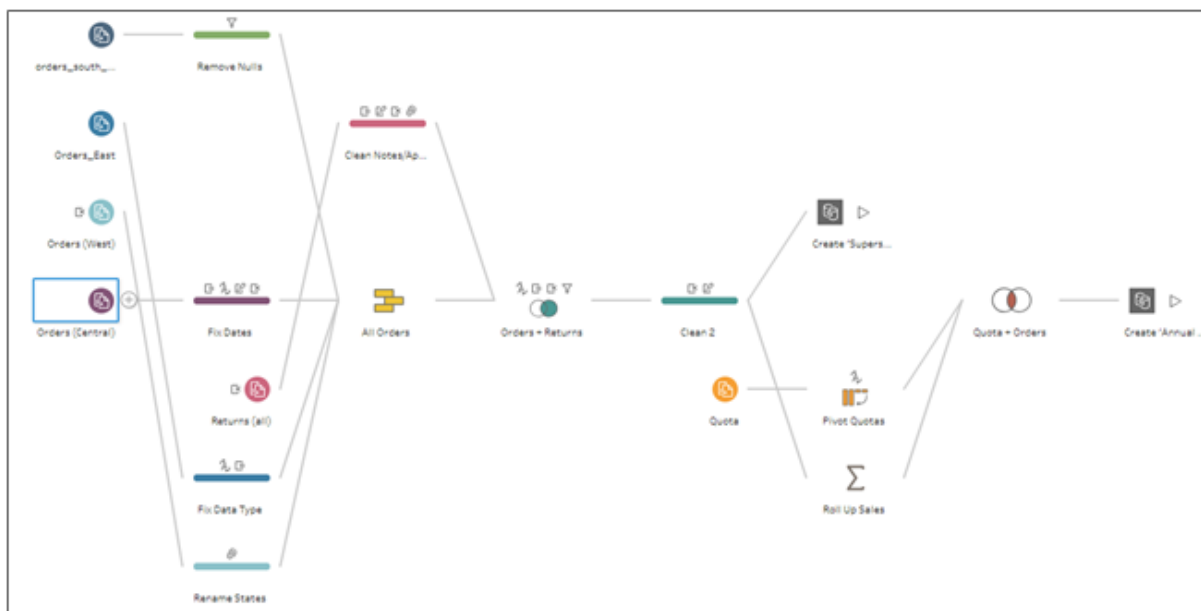 orders_south_...
Remove Nulls
Orders_East
Clean Notes/Ap...
Orders (West)
Create 'Supers...
Orders (Central)
Fix Dates
All Orders
Orders + Returns
Clean 2
Quota + Orders
Create 'Annual ...
Returns (all)
Quota
Pivot Quotas
Fix Data Type
Roll Up Sales
Rename States